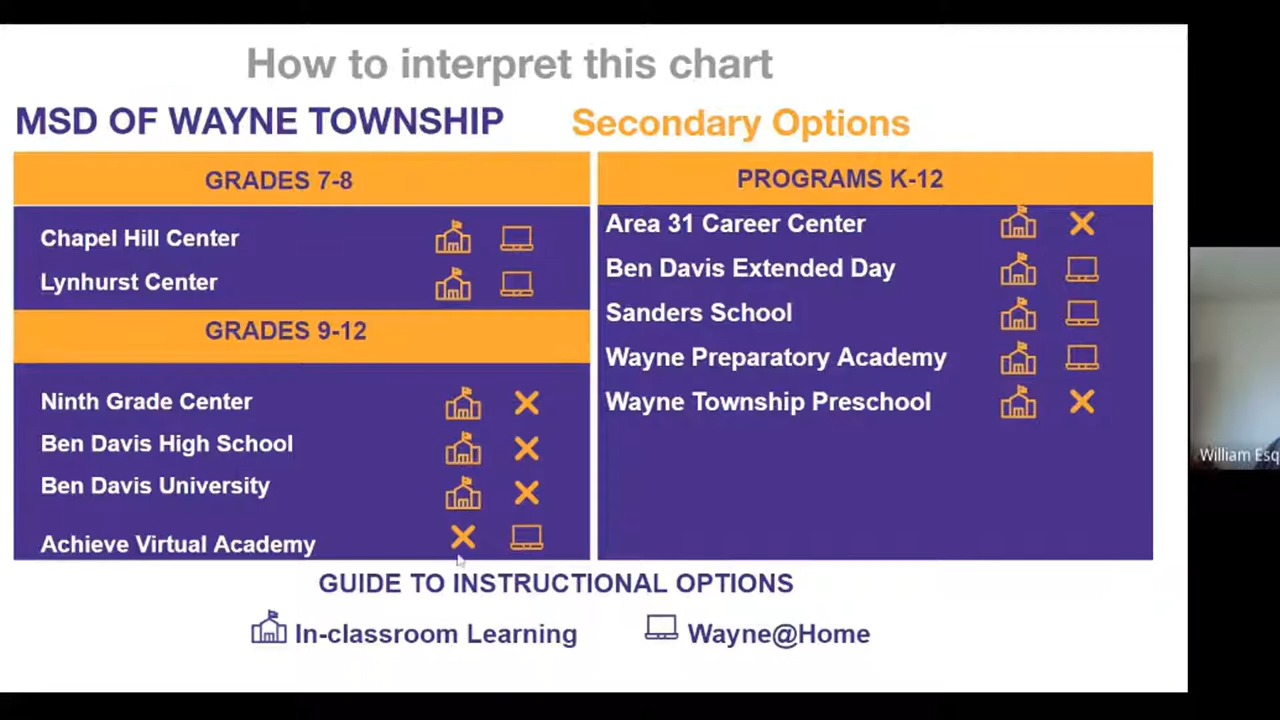 How to interpret this chart
MSD OF WAYNE TOWNSHIP
Secondary Options
GRADES 7-8
Chapel Hill Center
Lynhurst Center
GRADES 9-12
Ninth Grade Center
Ben Davis High School
Ben Davis University
Achieve Virtual Academy
PROGRAMS K-12
Area 31 Career Center
Ben Davis Extended Day
Sanders School
Wayne Preparatory Academy
Wayne Township Preschool
GUIDE TO INSTRUCTIONAL OPTIONS
In-classroom Learning
Wayne@Home
William Esq